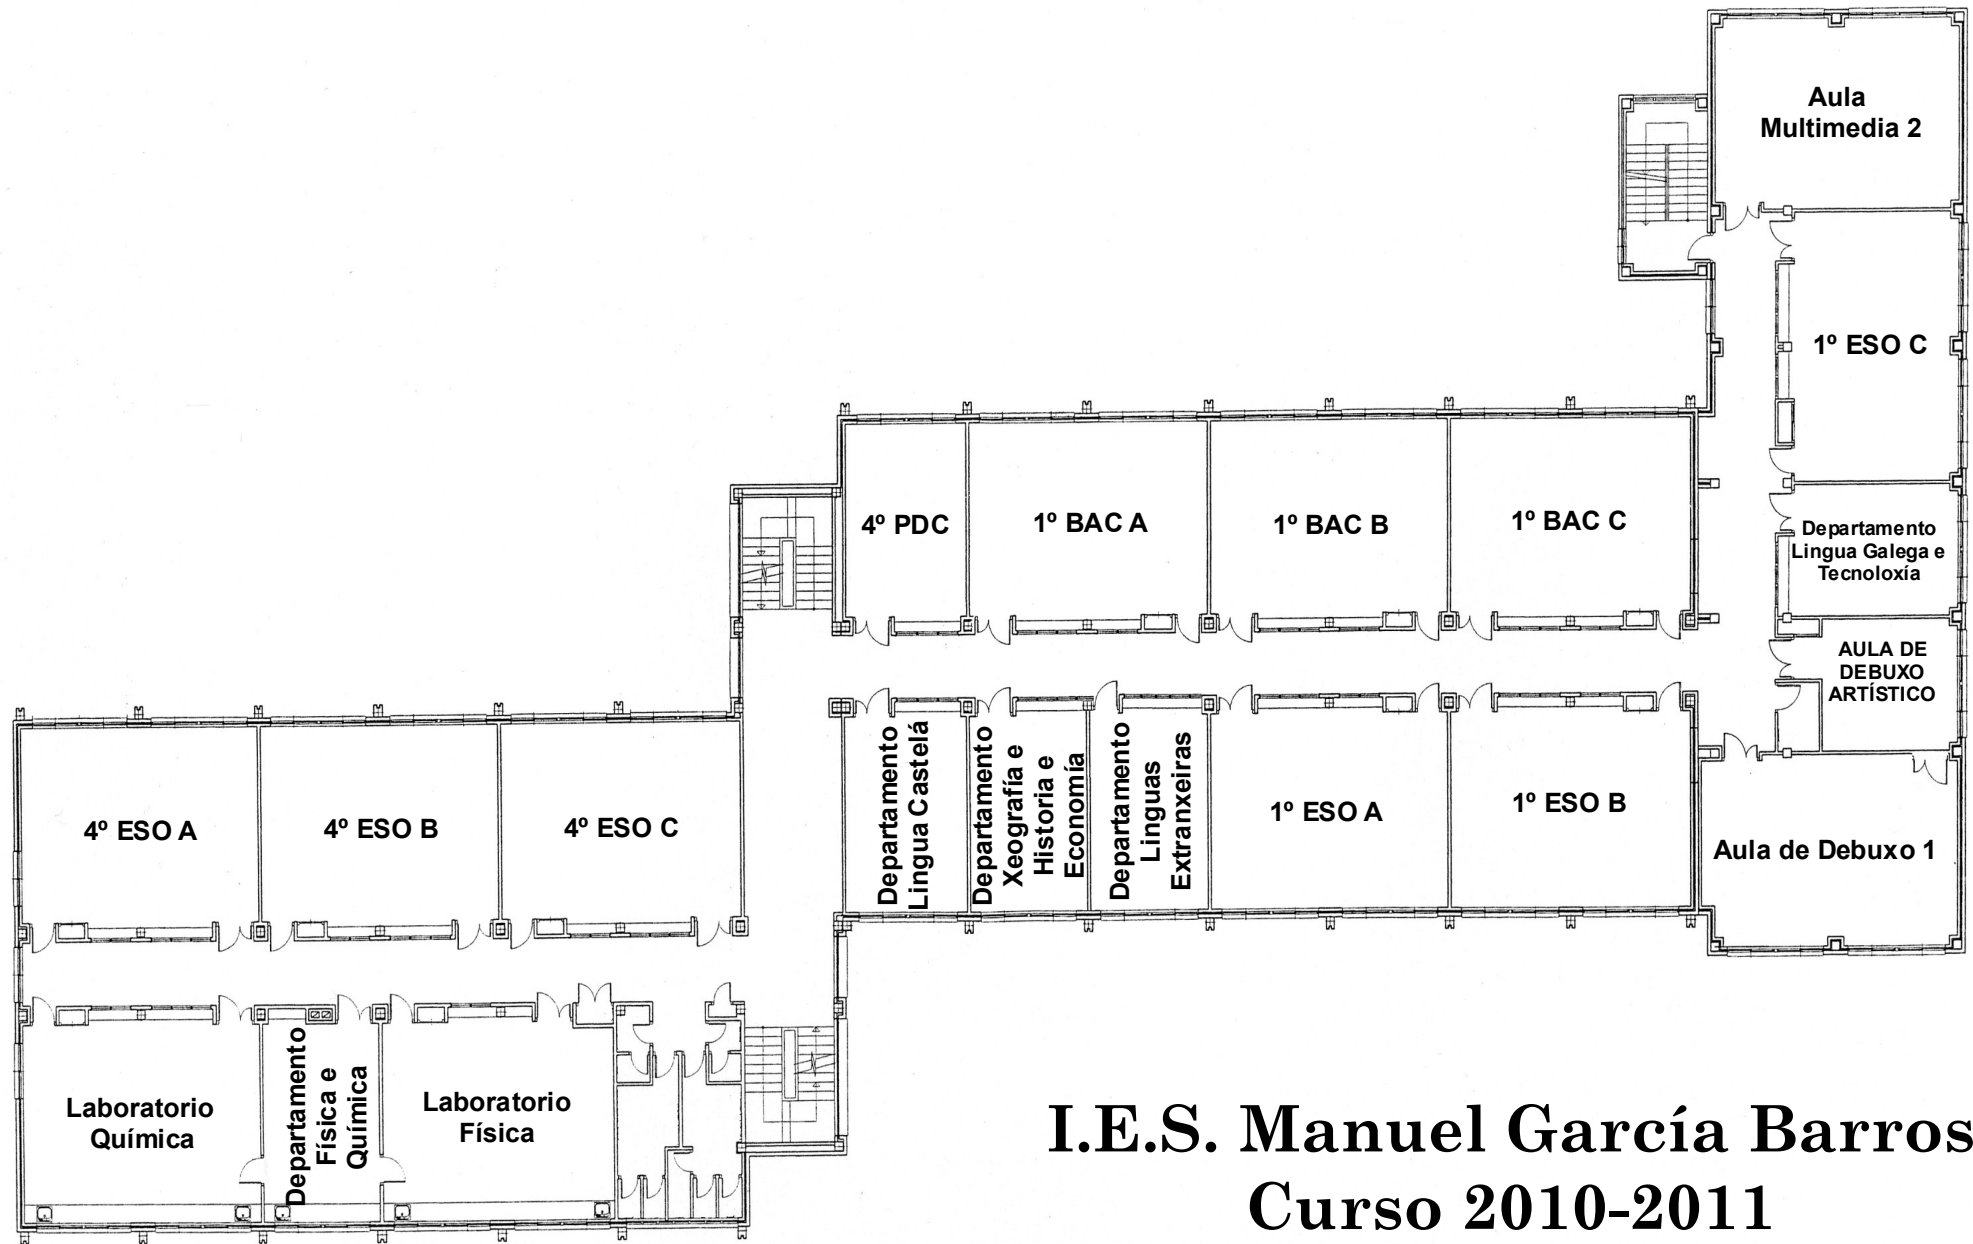 Aula
Multimedia 2
1º ESO C
4º PDC
1º BAC A
1º BAC B
1º BAC C
Departamento
Lingua Galega e
Tecnoloxía
AULA DE
DEBUXO
ARTÍSTICO
4º ESO A
4º ESO B
4º ESO C
Departamento
Lingua Castelá
Departamento
Xeografía e
Historia e
Economía
Departamento
Linguas
Extranxeiras
1º ESO A
1º ESO B
Aula de Debuxo 1
Laboratorio
Química
Departamento
Física e
Química
Laboratorio
Física
I.E.S. Manuel García Barros
Curso 2010-2011